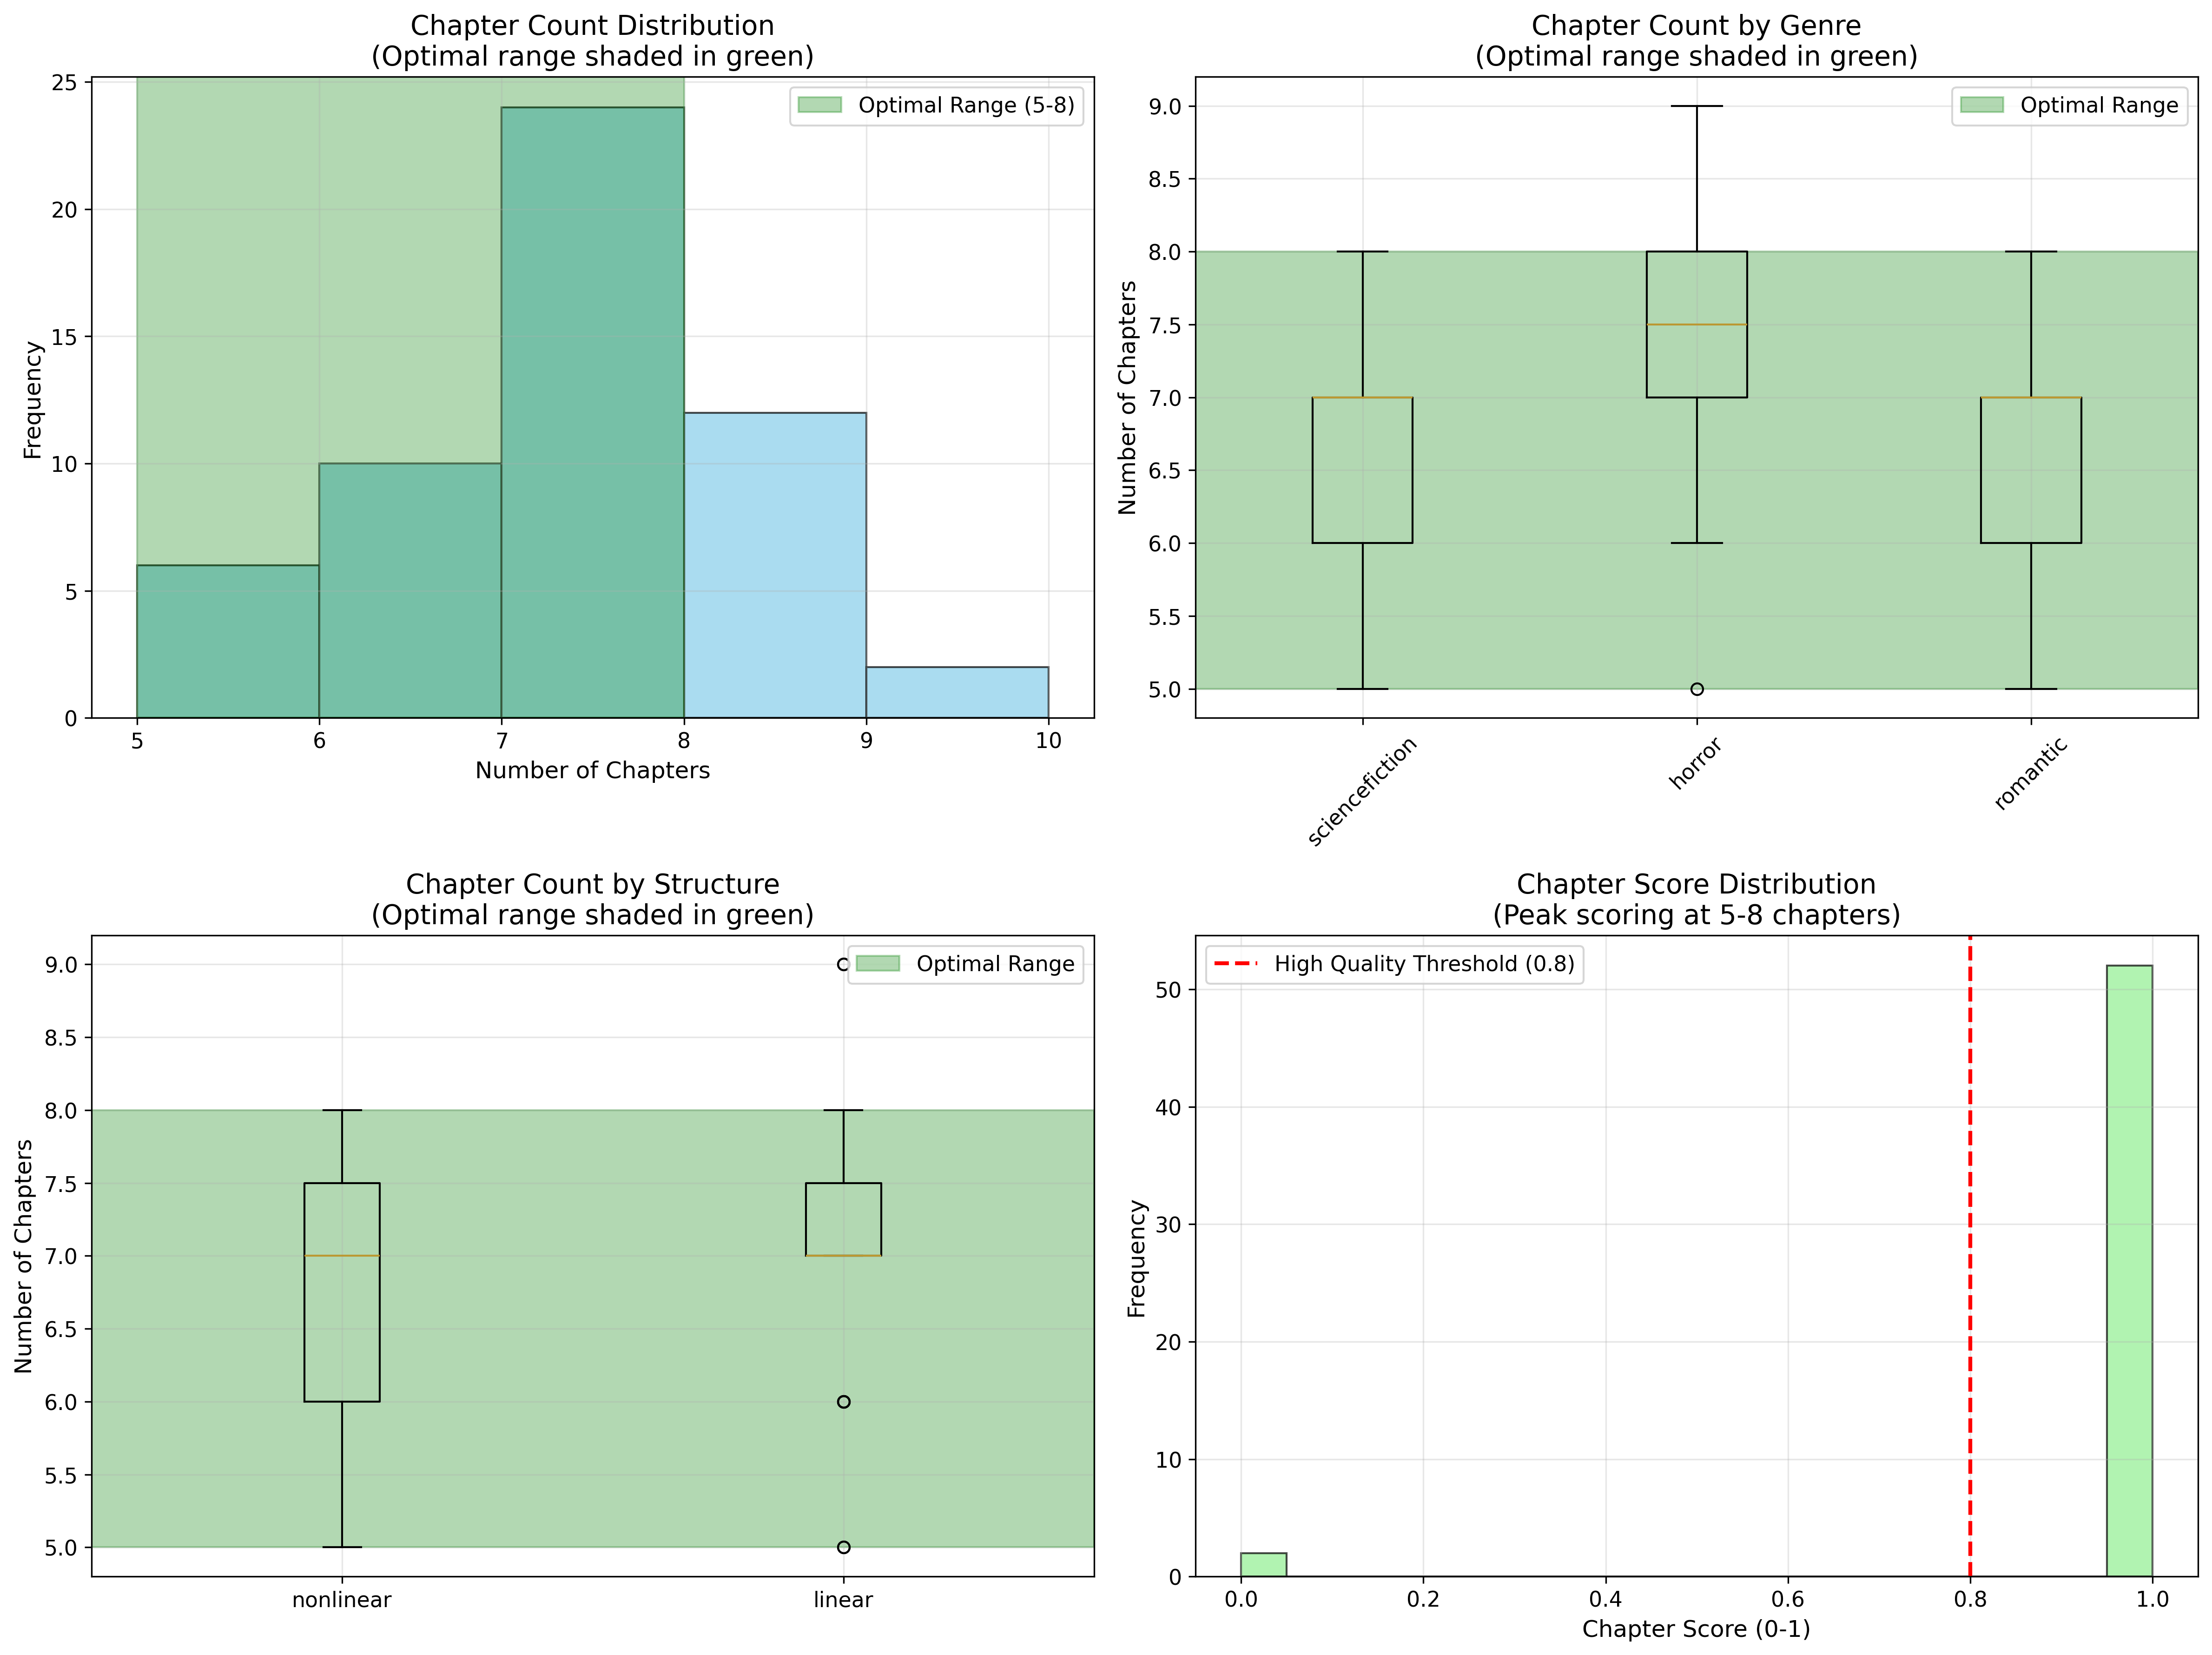 Chapter Count Distribution
(Optimal range shaded in green)
Optimal Range (5-8)
Frequency
25
20
15
10
5
0
5
6
7
8
9
10
Number of Chapters
Chapter Count by Genre
(Optimal range shaded in green)
Optimal Range
Number of Chapters
9.0
8.5
8.0
7.5
7.0
6.5
6.0
5.5
5.0
sciencefiction
horror
romantic
Chapter Count by Structure
(Optimal range shaded in green)
Optimal Range
Number of Chapters
9.0
8.5
8.0
7.5
7.0
6.5
6.0
5.5
5.0
nonlinear
linear
Chapter Score Distribution
(Peak scoring at 5-8 chapters)
High Quality Threshold (0.8)
Frequency
50
40
30
20
10
0
0.0
0.2
0.4
0.6
0.8
1.0
Chapter Score (0-1)